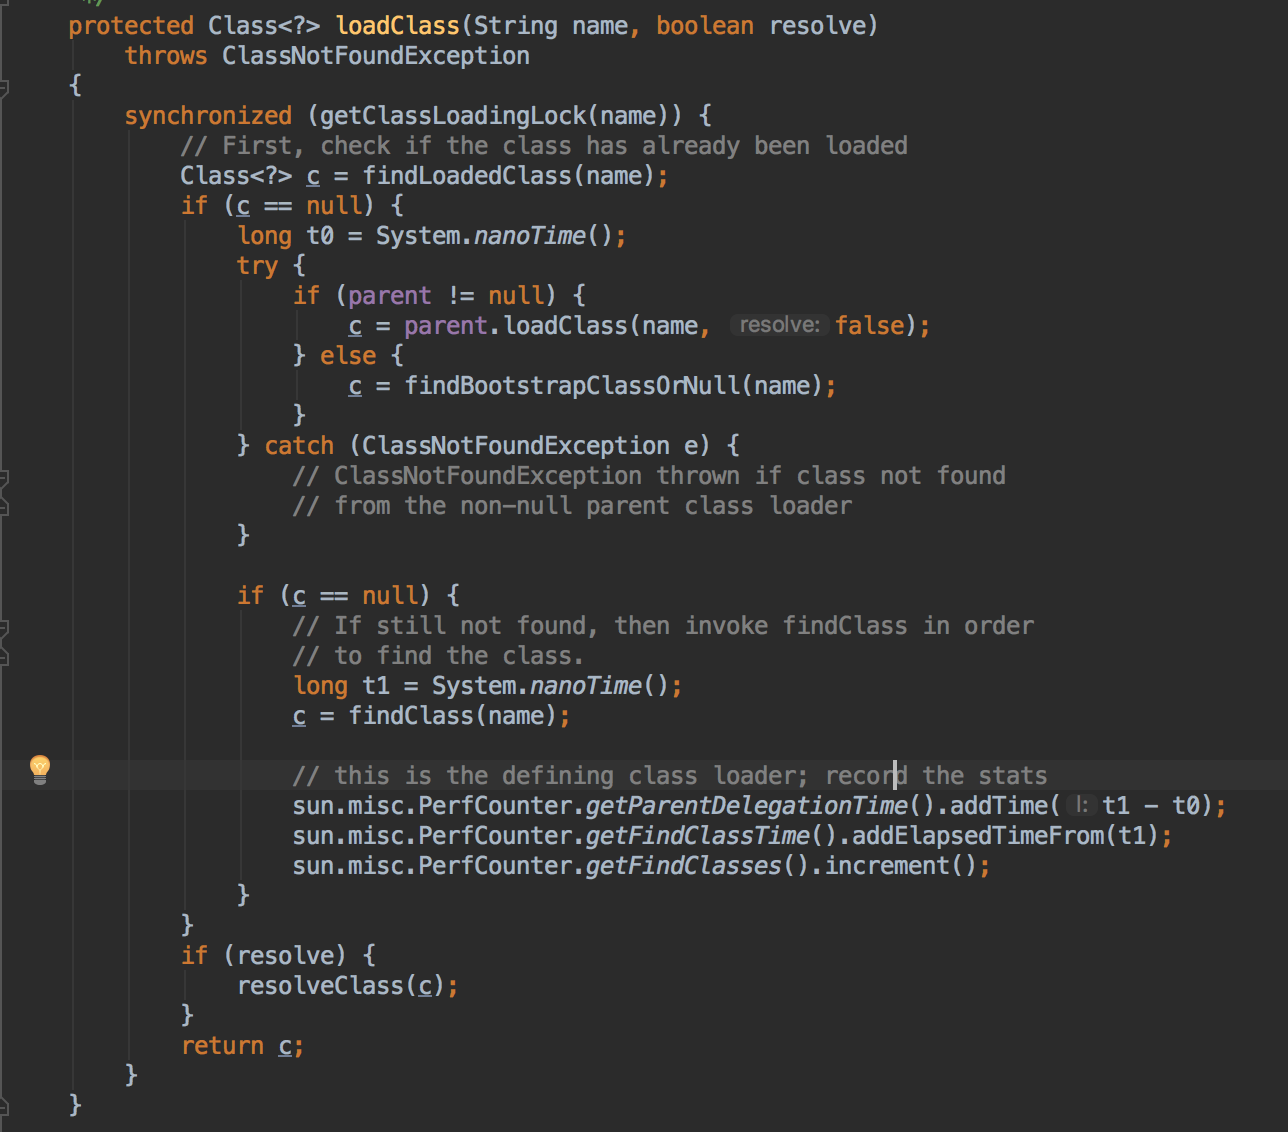 */
protected Class<?> loadClass(String name, boolean resolve)
throws ClassNotFoundException
{
synchronized (getClassLoadingLock(name)) {
// First, check if the class has already been loaded
Class<?> c = findLoadedClass(name);
if (c == null) {
long t0 = System.nanoTime();
try {
if (parent != null) {
c = parent.loadClass(name, resolve: false);
} else {
c = findBootstrapClassOrNull(name);
}
} catch (ClassNotFoundException e) {
// ClassNotFoundException thrown if class not found
// from the non-null parent class loader
}
if (c == null) {
// If still not found, then invoke findClass in order
// to find the class.
long t1 = System.nanoTime();
c = findClass(name);
// this is the defining class loader; record the stats
sun.misc.PerfCounter.getParentDelegationTime().addTime( l: t1 - t0);
sun.misc.PerfCounter.getFindClassTime().addElapsedTimeFrom(t1);
sun.misc.PerfCounter.getFindClasses().increment();
}
}
if (resolve) {
resolveClass(c);
}
return c;
}
}